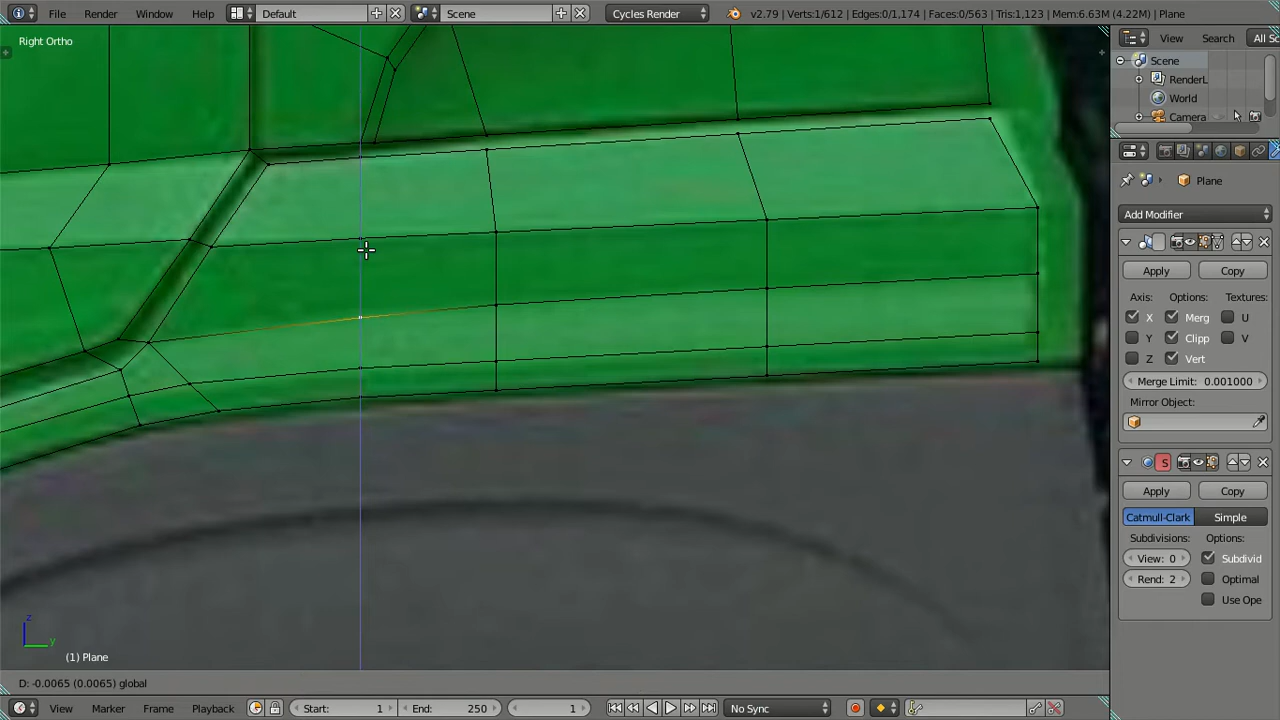 File Render Window Help Default Scene Cycles Render v2.79 | Verts:1/612 | Edges:0/1,174 | Faces:0/563 | Tris:1,123 | Mem:6.63M (4.22M) | Plane
Right Ortho
View Search All Sc
Scene
RenderL
World
Camera
Plane
Add Modifier
Apply Copy
Axis: Options: Textures:
X Merg U
Y Clipp V
Z Vert
Merge Limit: 0.001000
Mirror Object:
S
Apply Copy
Catmull-Clark Simple
Subdivisions: Options:
View: 0 Subdivid
Rend: 2 Optimal
Use Ope
z
y
(1) Plane
D: -0.0065 (0.0065) global
View Marker Frame Playback Start: 1 End: 250 1 No Sync